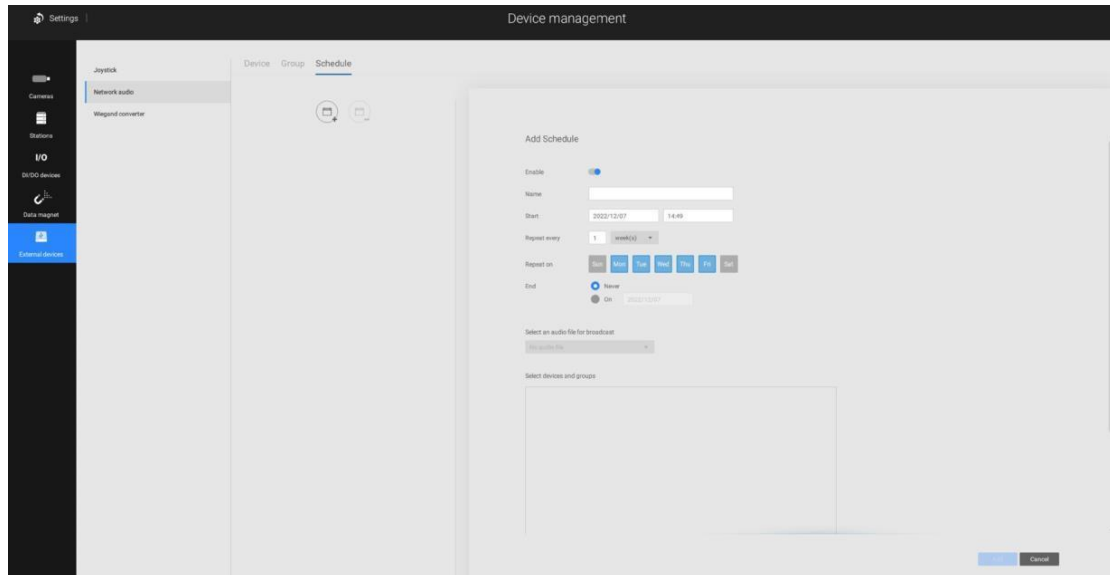 Settings
Device management
Cameras
Stations
I/O
DI/DO devices
Data magnet
External devices
Joystick
Network audio
Wiegand converter
Device Group Schedule
Add Schedule
Enable
Name
Start 2022/12/07 14:49
Repeat every 1 week(s)
Repeat on Sun Mon Tue Wed Thu Fri Sat
End Never
On 2022/12/07
Select an audio file for broadcast
No audio file
Select devices and groups
Cancel